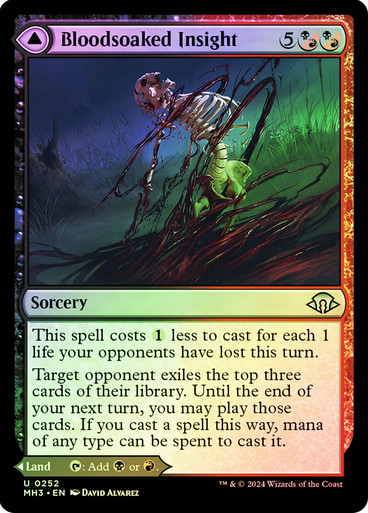 Bloodsoaked Insight 5
Sorcery
This spell costs 1 less to cast for each 1
life your opponents have lost this turn.
Target opponent exiles the top three
cards of their library. Until the end of
your next turn, you may play those
cards. If you cast a spell this way, mana
of any type can be spent to cast it.
Land : Add or .
U 0252
MH3 • EN David Alvarez
™ & © 2024 Wizards of the Coast